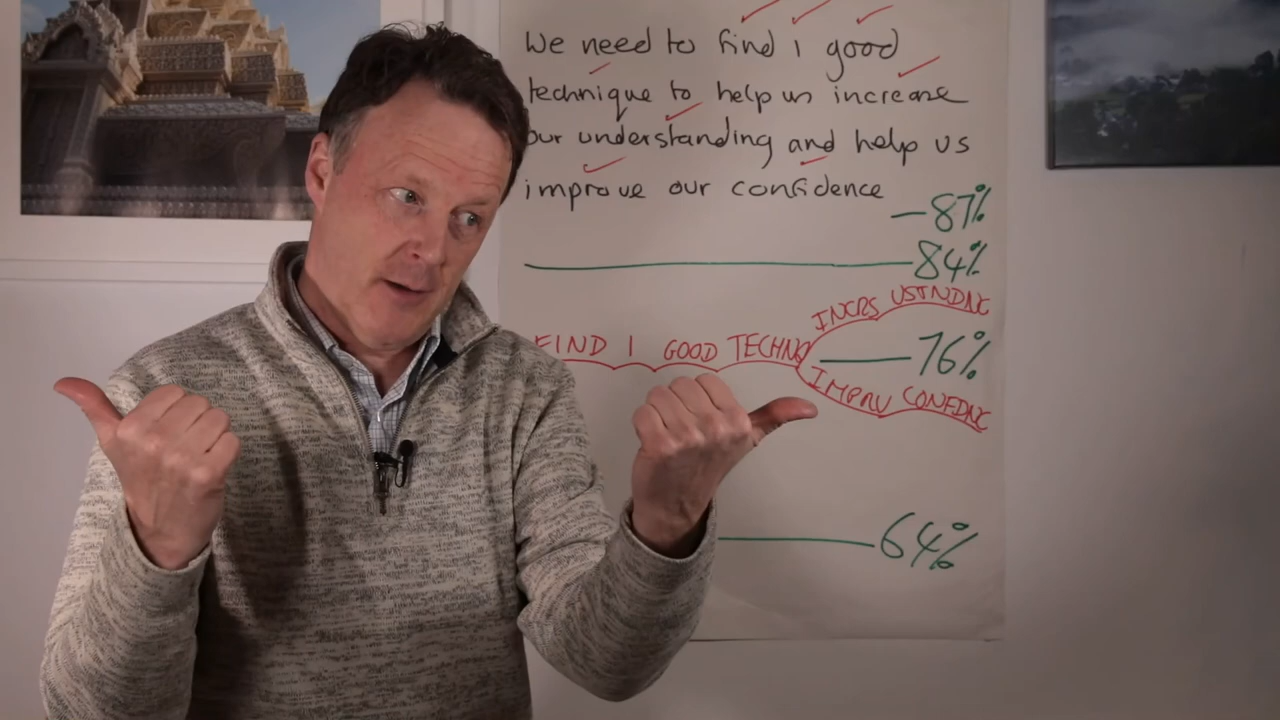 We need to find 1 good
technique to help us increase
our understanding and help us
improve our confidence
87%
84%
INCRS USTNDNG
FIND 1 GOOD TECHNQ
76%
IMPRV CONFDNC
64%